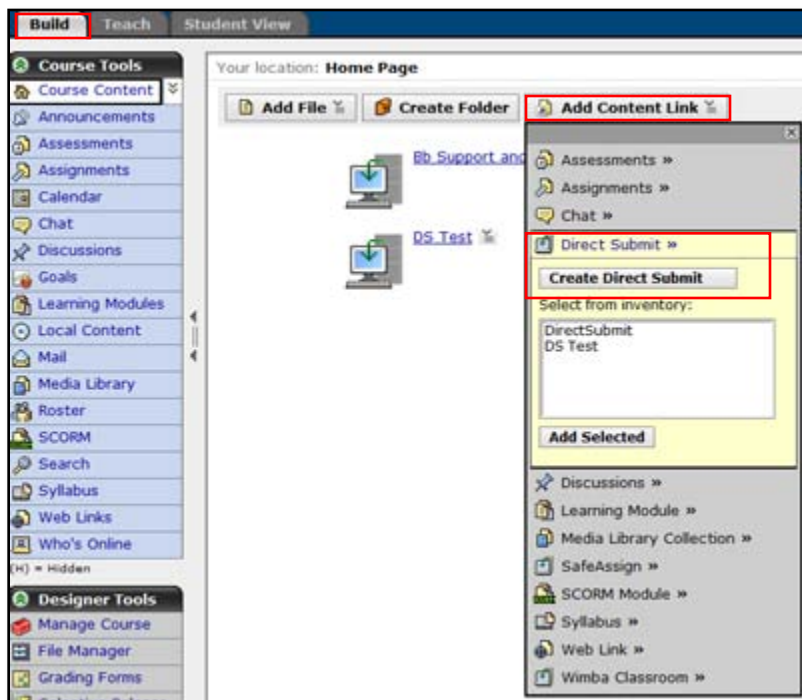 Build
Teach
Student View
Course Tools
Course Content
Announcements
Assessments
Assignments
Calendar
Chat
Discussions
Goals
Learning Modules
Local Content
Mail
Media Library
Roster
SCORM
Search
Syllabus
Web Links
Who's Online
(H) = Hidden
Designer Tools
Manage Course
File Manager
Grading Forms
Your location: Home Page
Add File
Create Folder
Add Content Link
Bb Support and
DS Test
Assessments »
Assignments »
Chat »
Direct Submit »
Create Direct Submit
Select from inventory:
DirectSubmit
DS Test
Add Selected
Discussions »
Learning Module »
Media Library Collection »
SafeAssign »
SCORM Module »
Syllabus »
Web Link »
Wimba Classroom »